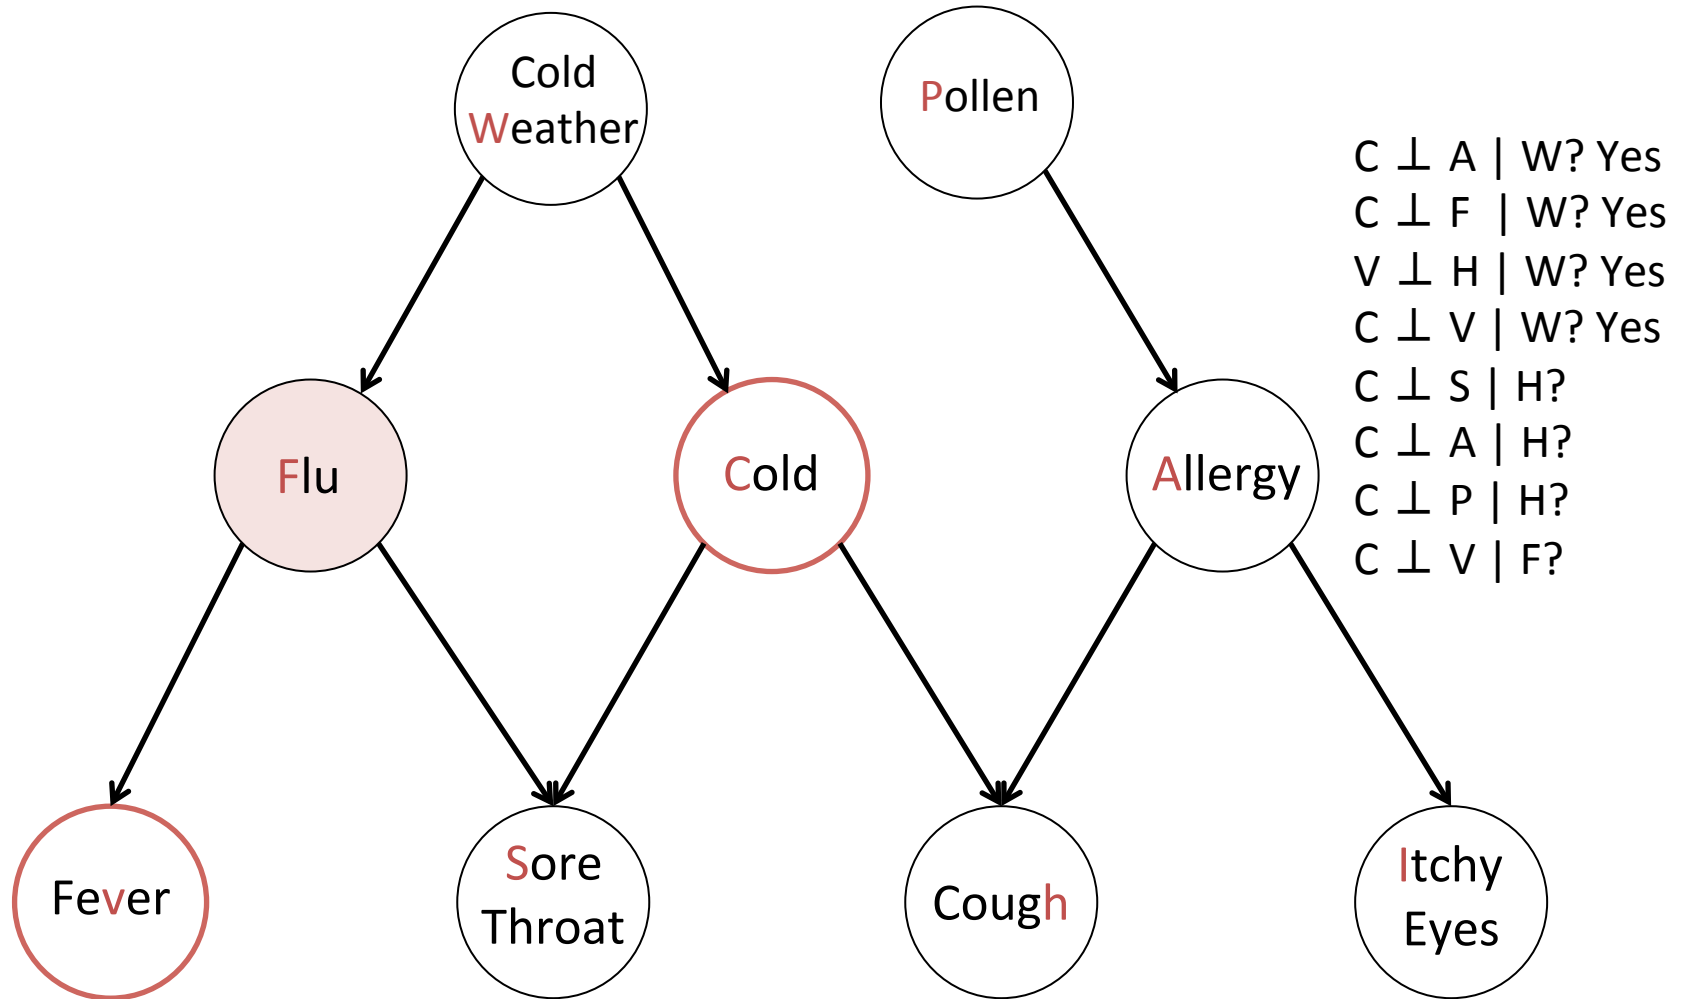 Cold
Weather
Pollen
C ⊥ A | W? Yes
C ⊥ F | W? Yes
V ⊥ H | W? Yes
C ⊥ V | W? Yes
C ⊥ S | H?
C ⊥ A | H?
C ⊥ P | H?
C ⊥ V | F?
Flu
Cold
Allergy
Fever
Sore
Throat
Cough
Itchy
Eyes